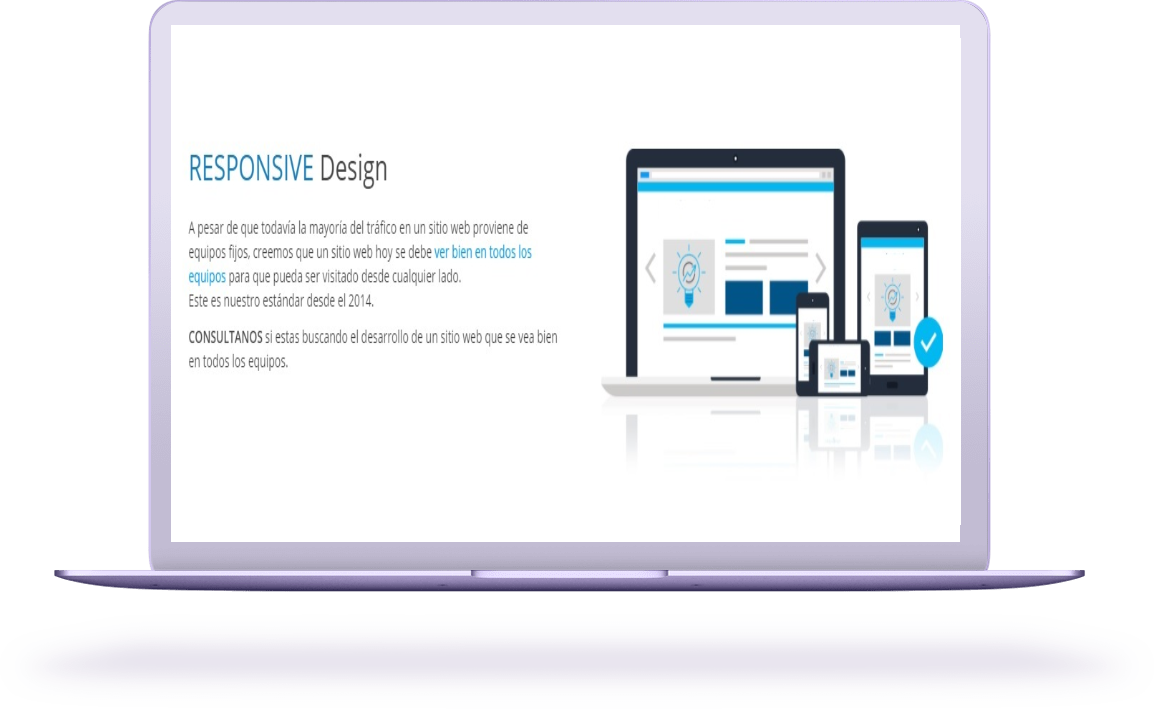 RESPONSIVE Design
A pesar de que todavía la mayoria del tráfico en un sitio web proviene de
equipos fijos, creemos que un sitio web hoy se debe ver bien en todos los
equipos para que pueda ser visitado desde cualquier lado.
Este es nuestro estándar desde el 2014.
CONSULTANOS si estas buscando el desarrollo de un sitio web que se vea bien
en todos los equipos.